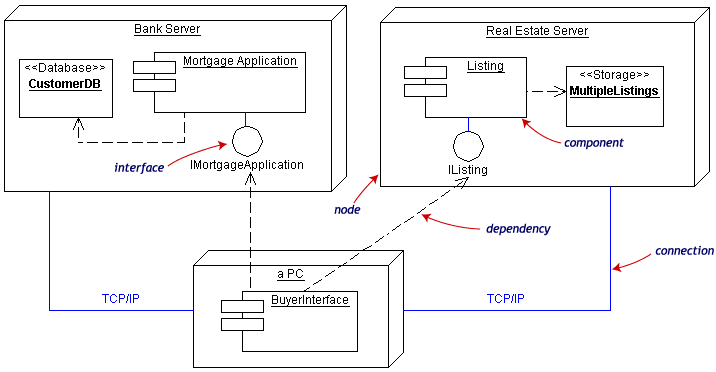 Bank Server
<<Database>>
CustomerDB
Mortgage Application
interface
IMortgageApplication
Real Estate Server
Listing
<<Storage>>
MultipleListings
component
IListing
node
dependency
connection
TCP/IP
a PC
BuyerInterface
TCP/IP